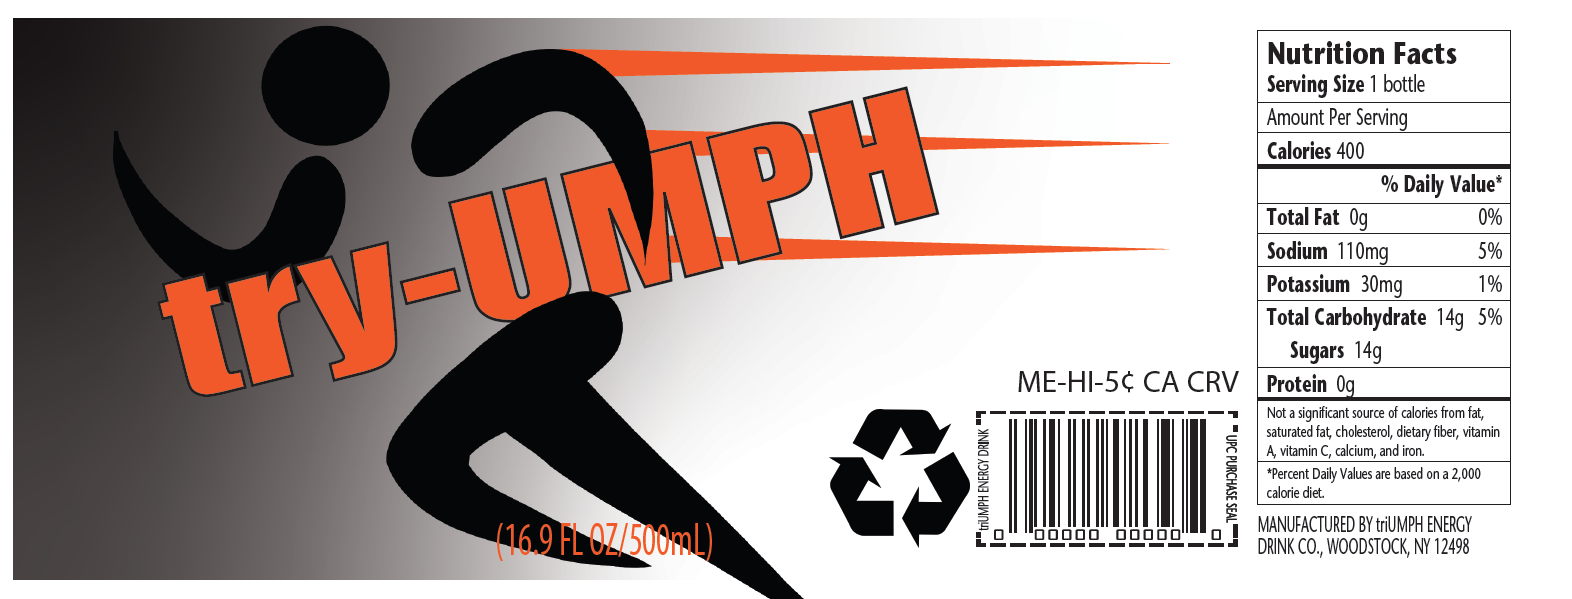 try-UMPH
(16.9 FL OZ/500mL)
ME-HI-5¢ CA CRV
triUMPH ENERGY DRINK
UPC PURCHASE SEAL
0 00000 00000 0
Nutrition Facts
Serving Size 1 bottle
Amount Per Serving
Calories 400
% Daily Value*
Total Fat 0g 0%
Sodium 110mg 5%
Potassium 30mg 1%
Total Carbohydrate 14g 5%
Sugars 14g
Protein 0g
Not a significant source of calories from fat,
saturated fat, cholesterol, dietary fiber, vitamin
A, vitamin C, calcium, and iron.
*Percent Daily Values are based on a 2,000
calorie diet.
MANUFACTURED BY triUMPH ENERGY
DRINK CO., WOODSTOCK, NY 12498